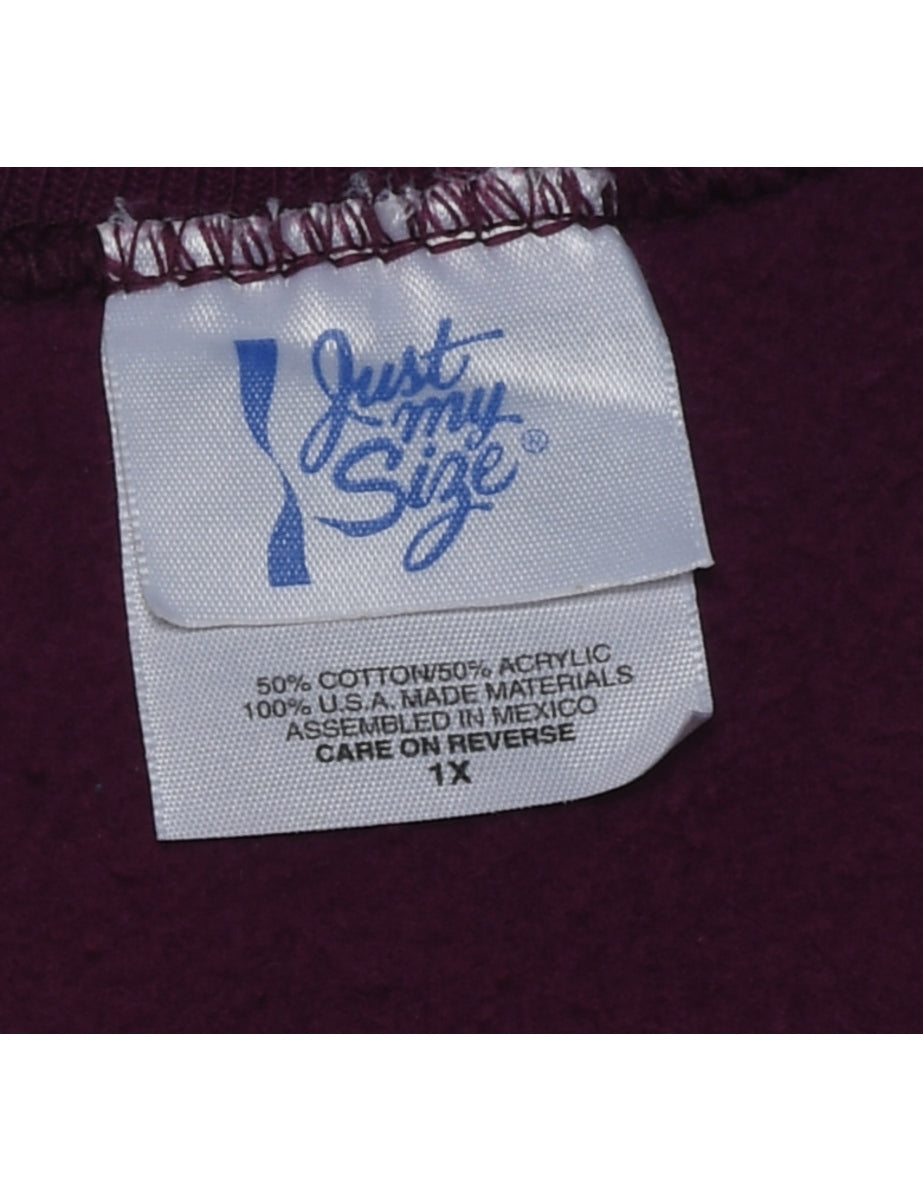 Just
my
Size®
50% COTTON/50% ACRYLIC
100% U.S.A. MADE MATERIALS
ASSEMBLED IN MEXICO
CARE ON REVERSE
1X